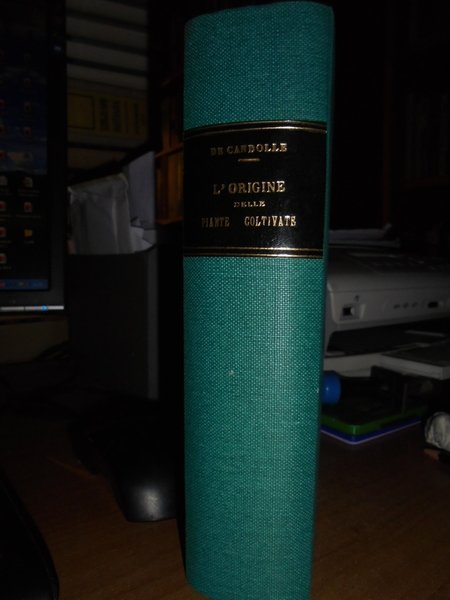 DE CANDOLLE
L'ORIGINE
DELLE
PIANTE COLTIVATE